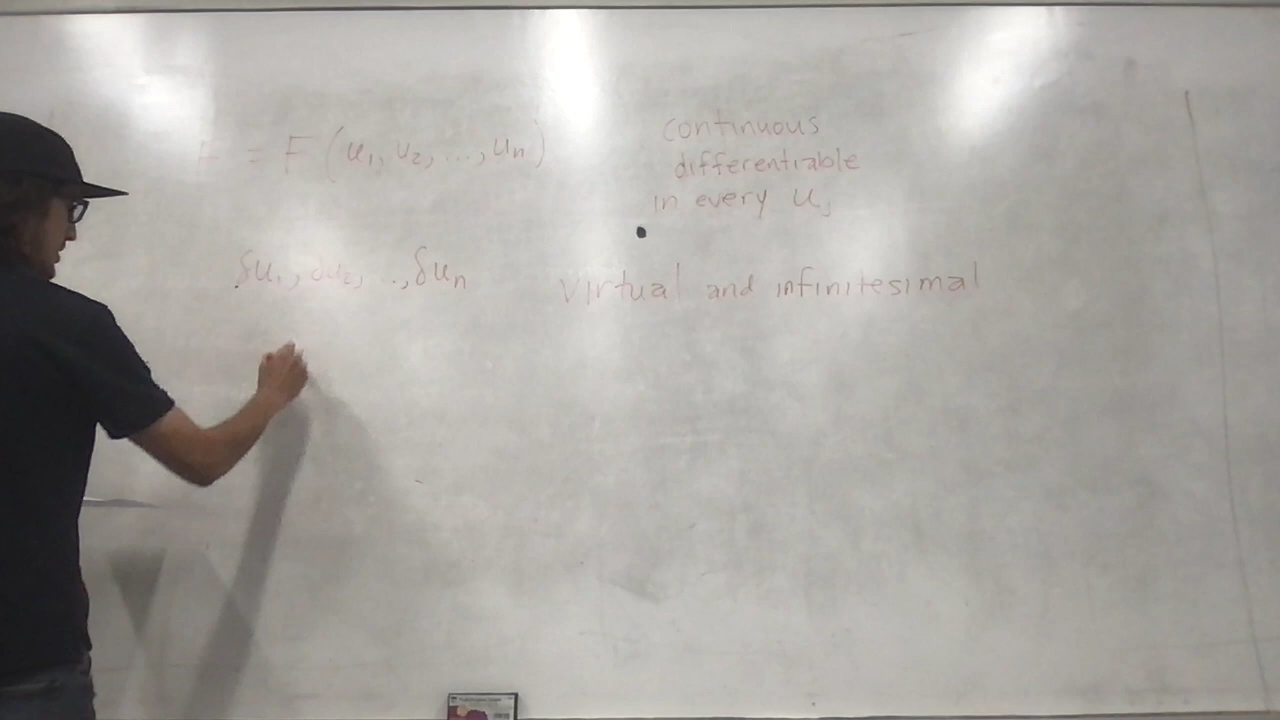 F = F(u₁, u₂, ..., uₙ)
continuous
differentiable
in every uⱼ
δu₁, δu₂, ..., δuₙ
virtual and infinitesimal